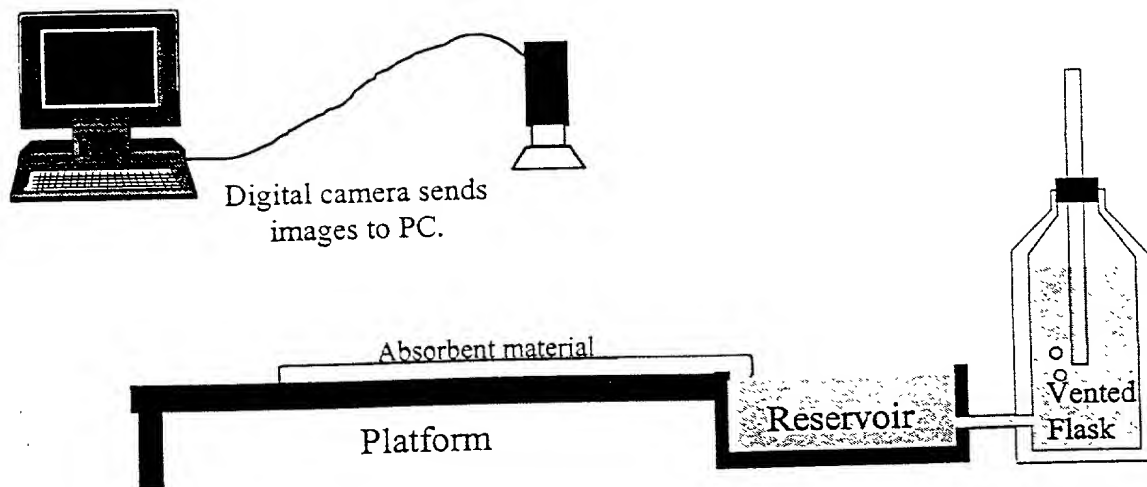 Digital camera sends
images to PC.
Absorbent material
Platform
Reservoir
Vented
Flask